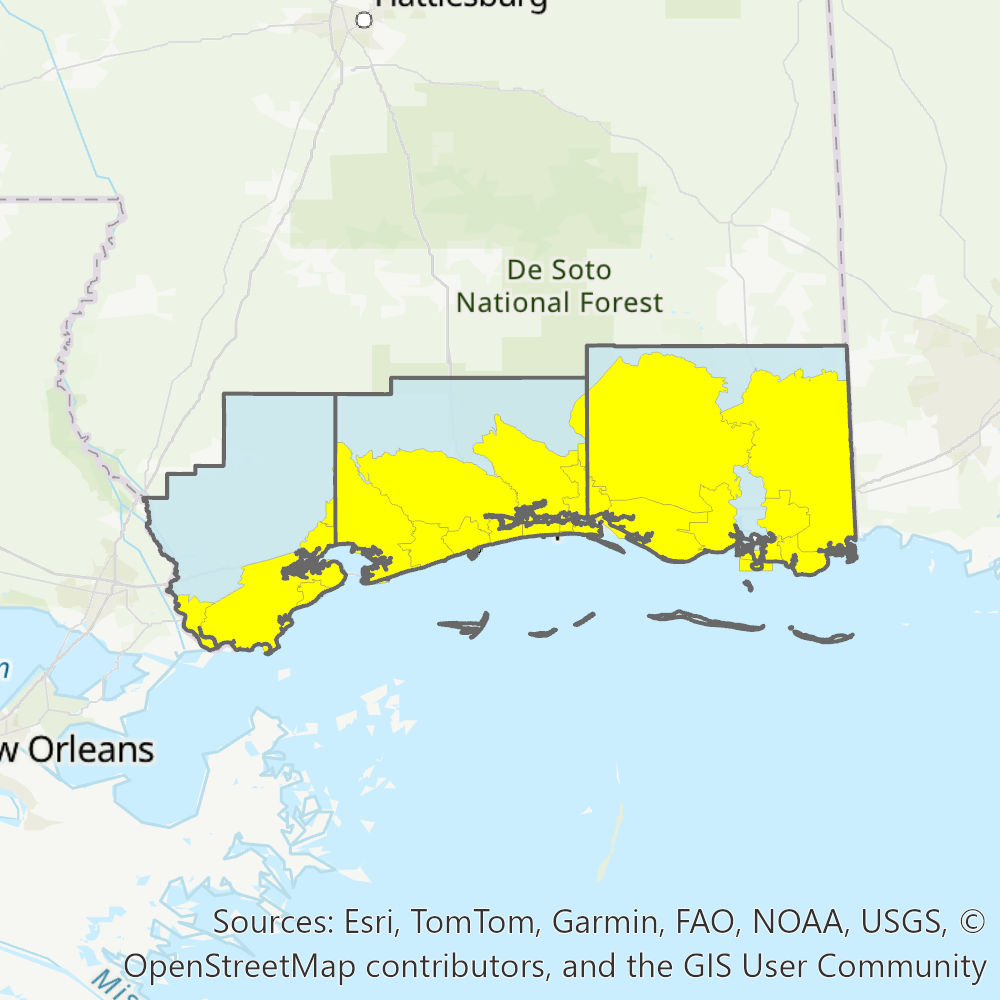 Hattiesburg
De Soto
National Forest
w Orleans
Sources: Esri, TomTom, Garmin, FAO, NOAA, USGS, ©
OpenStreetMap contributors, and the GIS User Community
Mis